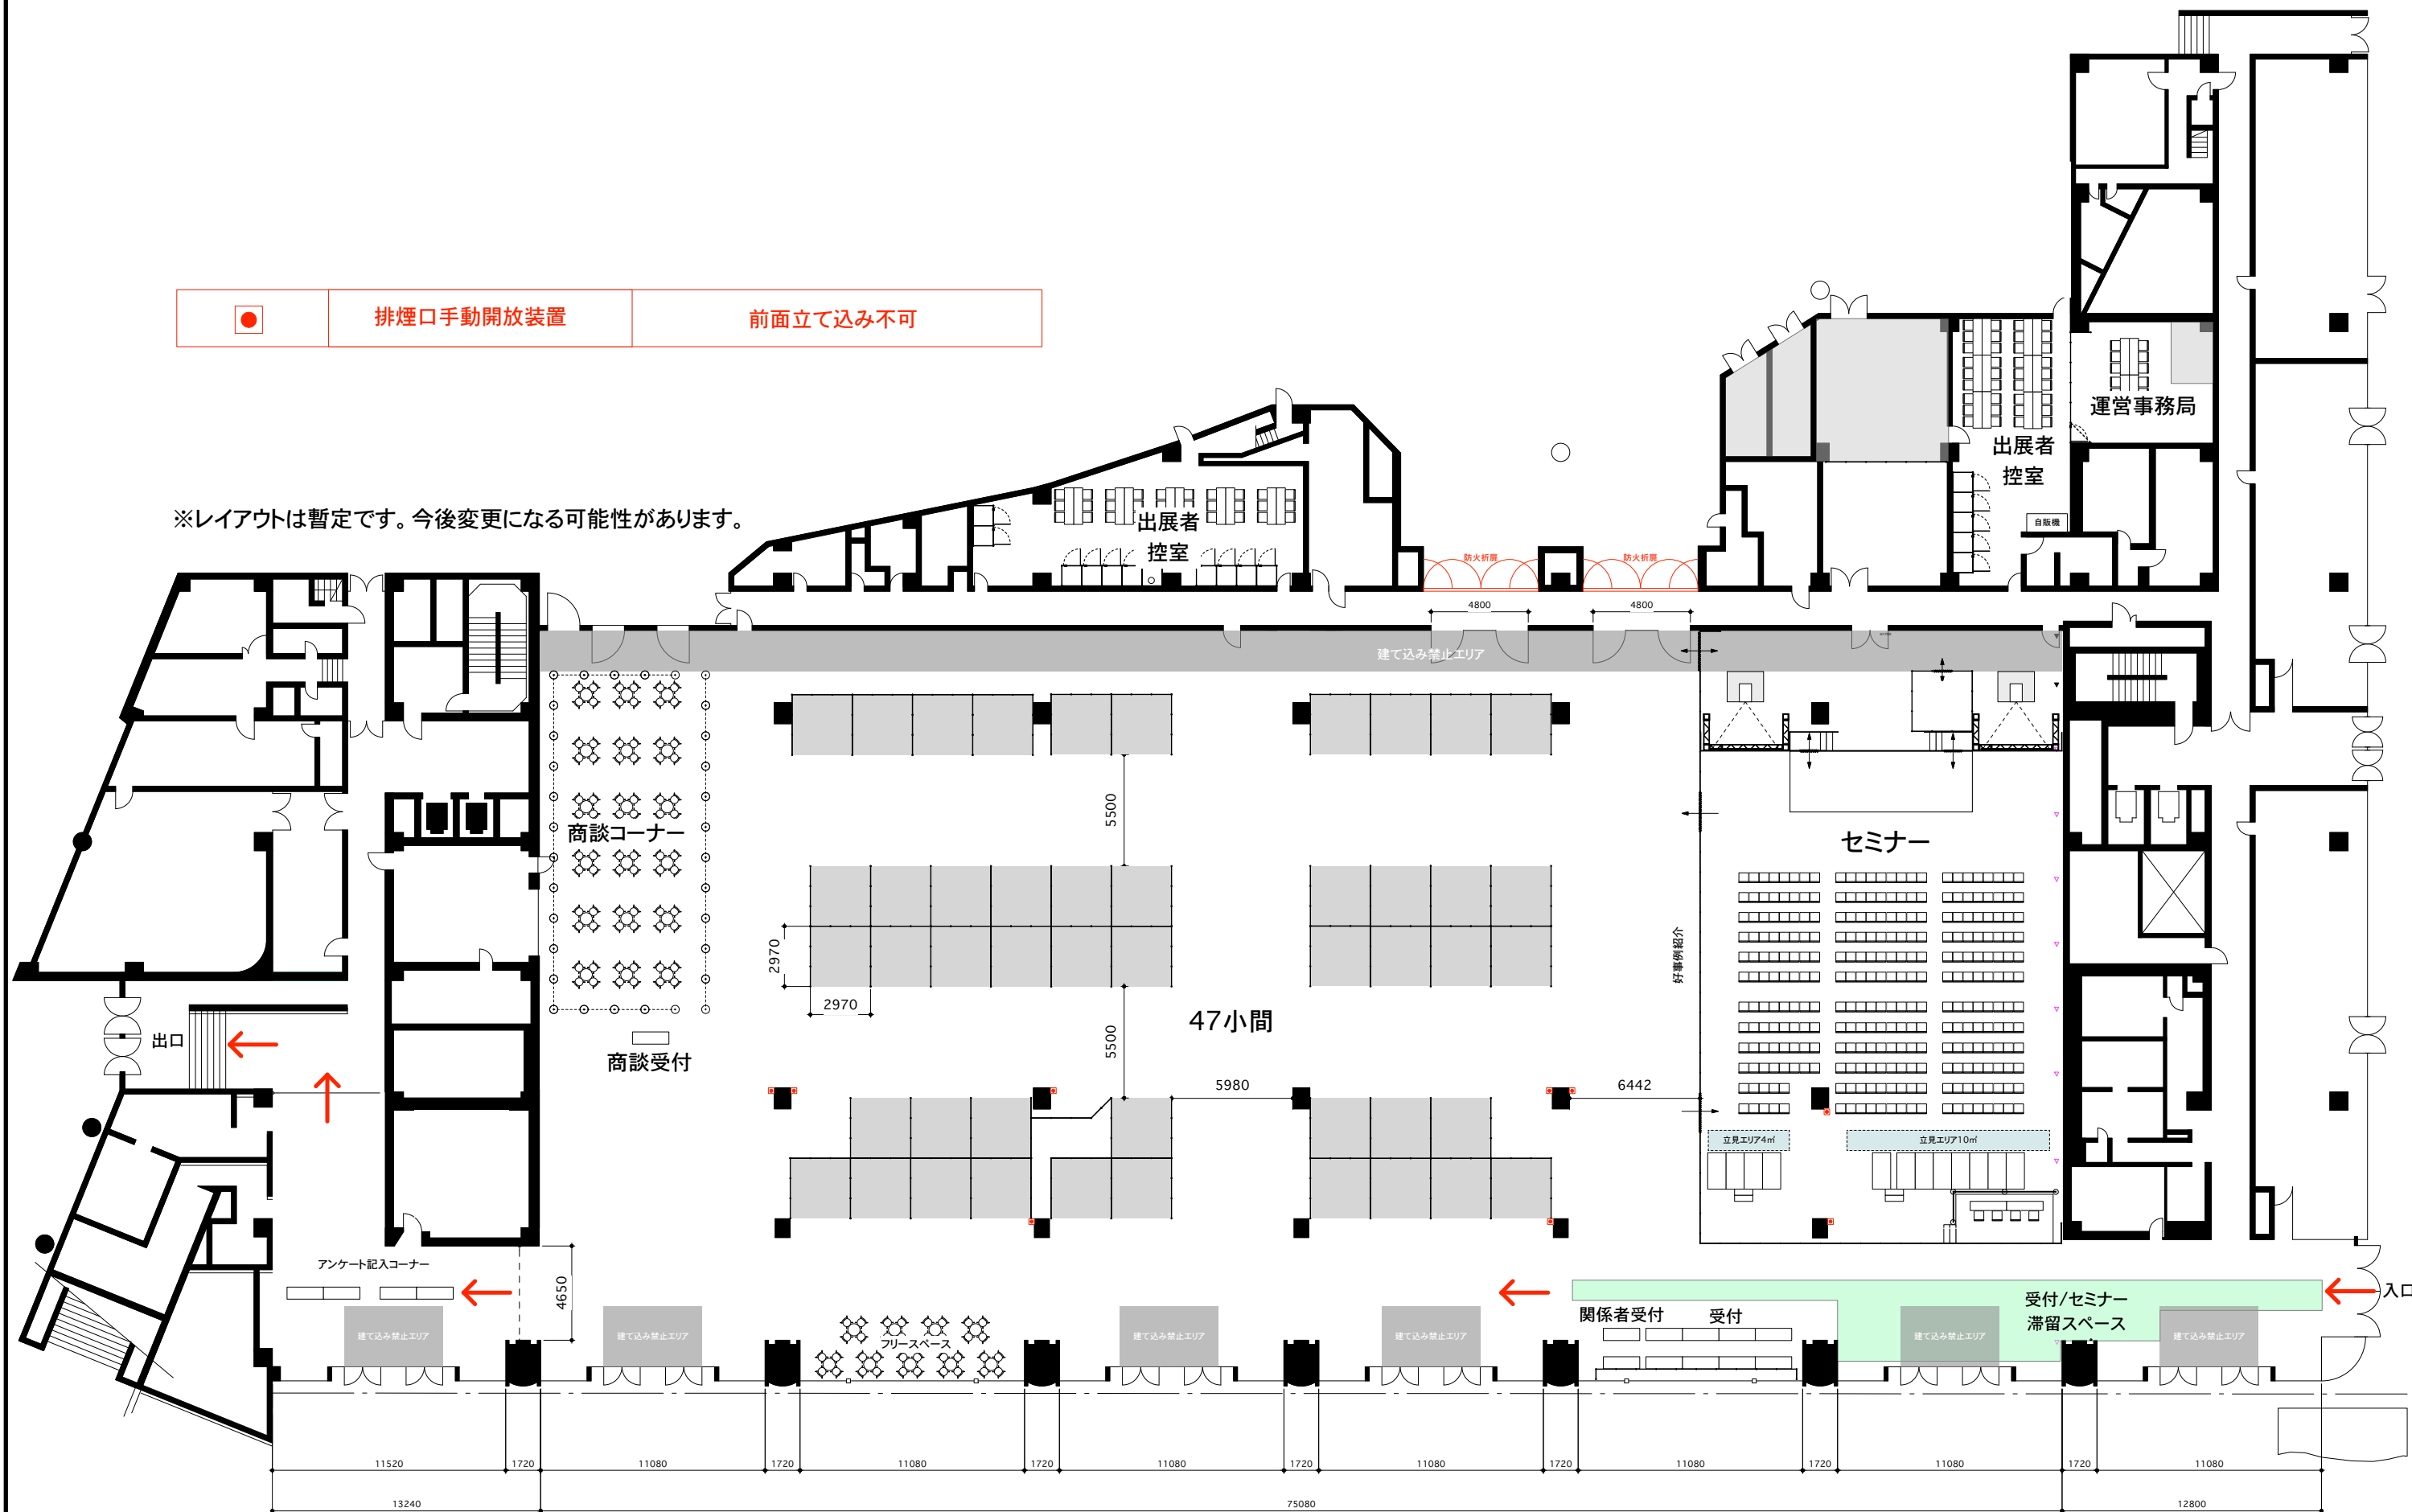 排煙口手動開放装置
前面立て込み不可
※レイアウトは暫定です。今後変更になる可能性があります。
運営事務局
出展者
控室
自販機
出展者
控室
防火折扉
防火折扉
4800
4800
建て込み禁止エリア
商談コーナー
5500
セミナー
2970
2970
好事例紹介
47小間
5500
出口
商談受付
5980
6442
立見エリア4㎡
立見エリア10㎡
アンケート記入コーナー
4650
入口
受付/セミナー
滞留スペース
関係者受付
受付
フリースペース
建て込み禁止エリア
建て込み禁止エリア
建て込み禁止エリア
建て込み禁止エリア
建て込み禁止エリア
建て込み禁止エリア
11520
1720
11080
1720
11080
1720
11080
1720
11080
1720
11080
1720
11080
1720
11080
13240
75080
12800